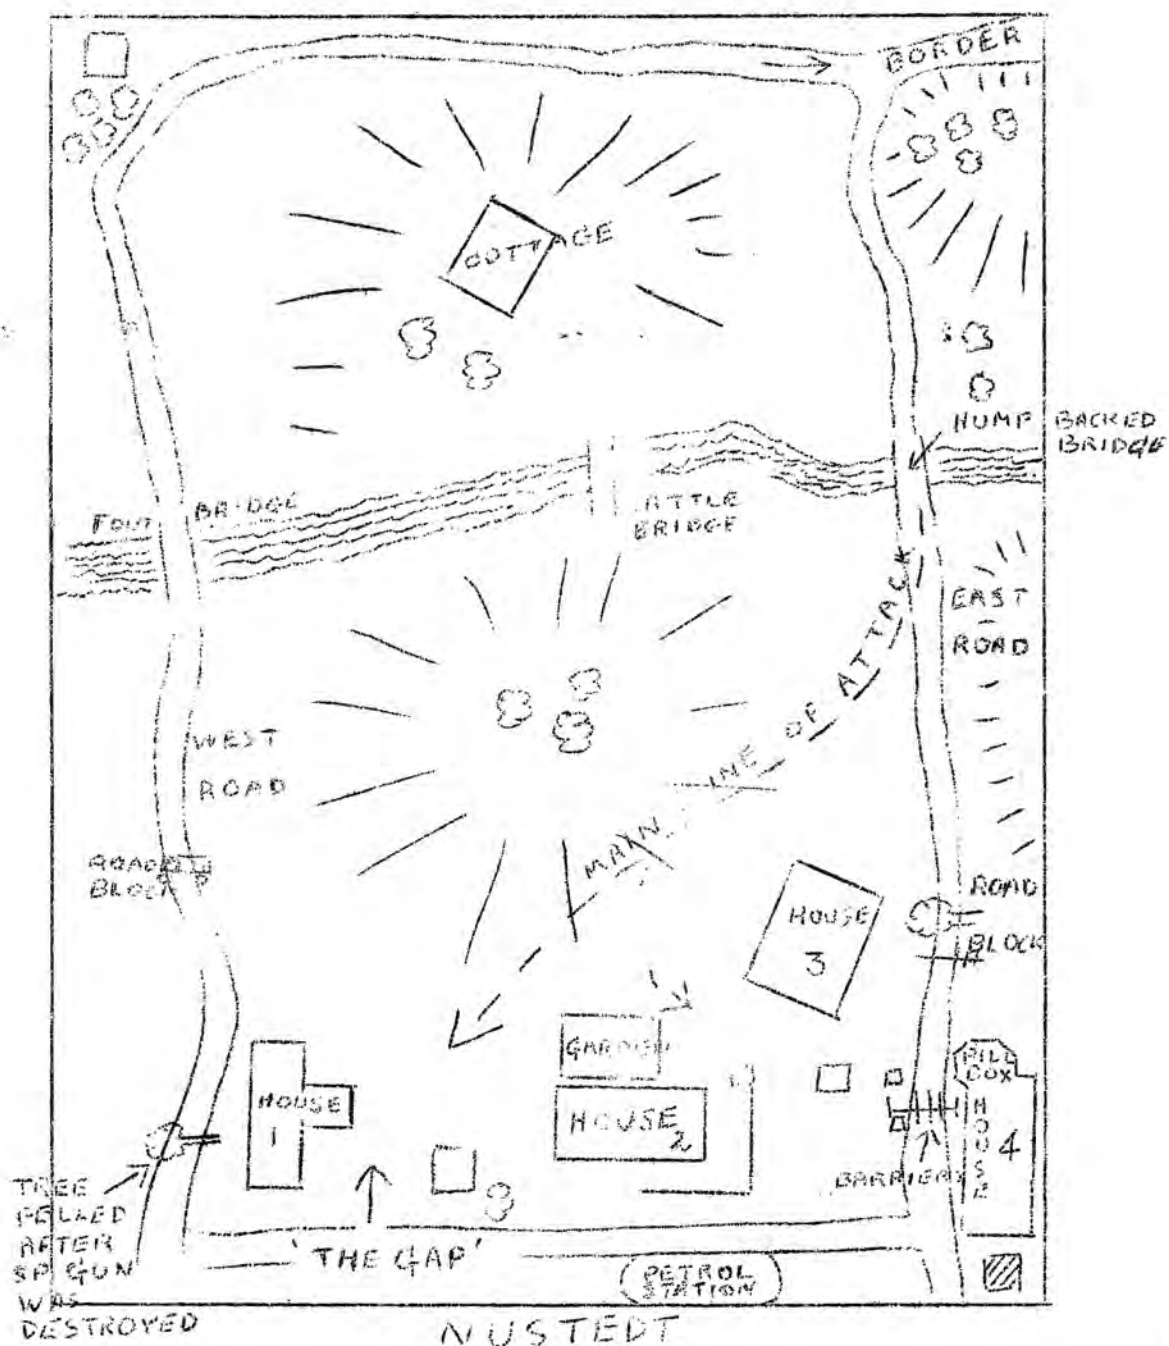 BORDER
COTTAGE
HUMP BACKED
BRIDGE
FOOT BRIDGE
BRIDGE
EAST
ROAD
MAIN LINE OF ATTACK
WEST
ROAD
ROAD
BLOCK
ROAD
BLOCK
HOUSE
3
GARDEN
HOUSE
1
HOUSE
2
PILL
BOX
HOUSE
4
BARRIERS
TREE
FELLED
AFTER
SP GUN
WAS
DESTROYED
'THE GAP'
PETROL
STATION
NUSTEDT